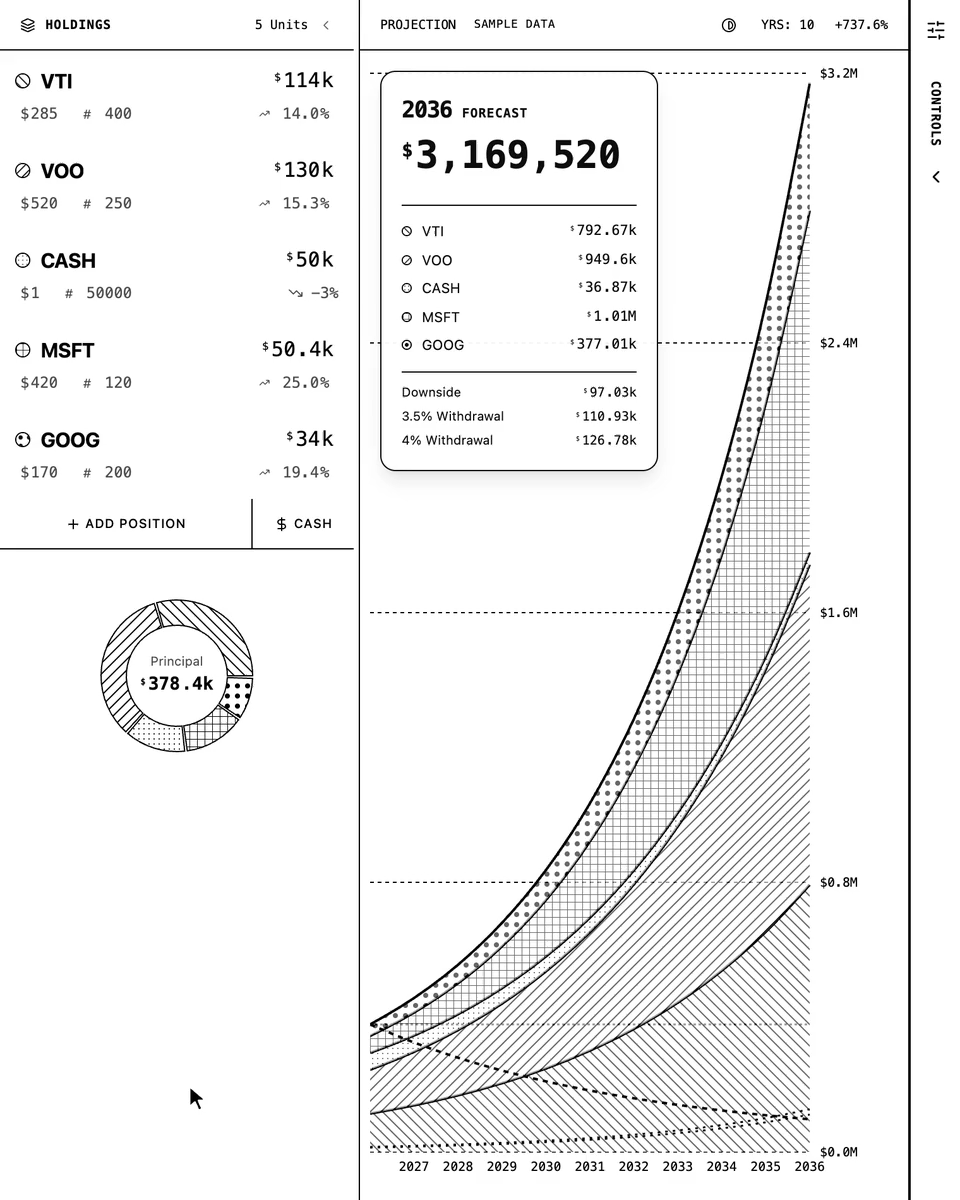 HOLDINGS 5 Units
PROJECTION SAMPLE DATA YRS: 10 +737.6%
CONTROLS
VTI $114k
$285 # 400 14.0%
VOO $130k
$520 # 250 15.3%
CASH $50k
$1 # 50000 −3%
MSFT $50.4k
$420 # 120 25.0%
GOOG $34k
$170 # 200 19.4%
+ ADD POSITION $ CASH
Principal
$378.4k
2036 FORECAST
$3,169,520
VTI $792.67k
VOO $949.6k
CASH $36.87k
MSFT $1.01M
GOOG $377.01k
Downside $97.03k
3.5% Withdrawal $110.93k
4% Withdrawal $126.78k
$3.2M
$2.4M
$1.6M
$0.8M
$0.0M
2027 2028 2029 2030 2031 2032 2033 2034 2035 2036